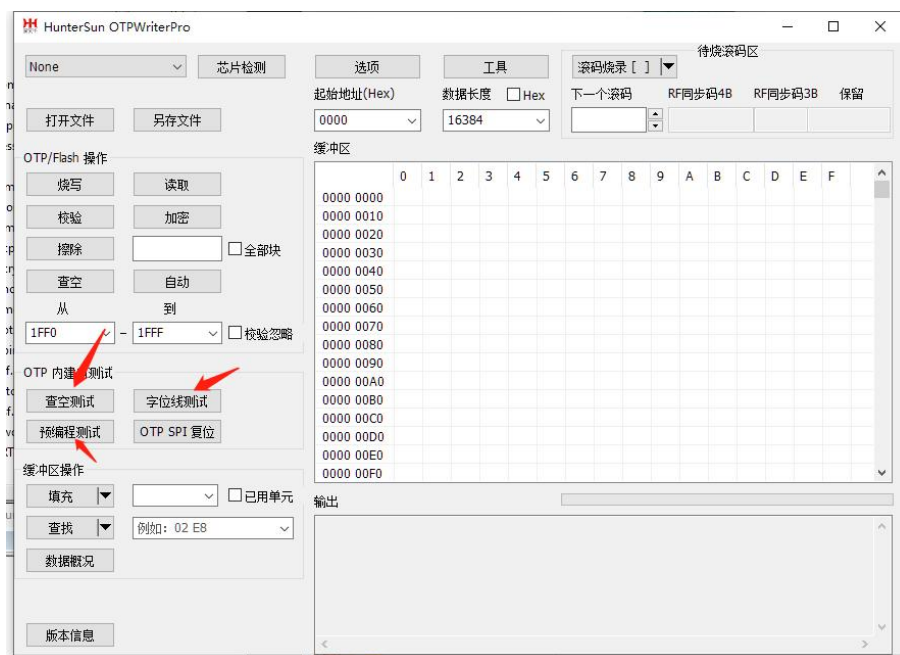 HunterSun OTPWriterPro
None 芯片检测 选项 工具 待烧滚码区
滚码烧录 [ ]
起始地址(Hex) 数据长度 Hex 下一个滚码 RF同步码4B RF同步码3B 保留
打开文件 另存文件 0000 16384
缓冲区
OTP/Flash 操作
0 1 2 3 4 5 6 7 8 9 A B C D E F
烧写 读取
校验 加密
擦除 全部块
查空 自动
从 到
1FF0 - 1FFF 校验忽略
0000 0000
0000 0010
0000 0020
0000 0030
0000 0040
0000 0050
0000 0060
0000 0070
0000 0080
0000 0090
0000 00A0
0000 00B0
0000 00C0
0000 00D0
0000 00E0
0000 00F0
OTP 内建 测试
查空测试 字位线测试
预编程测试 OTP SPI 复位
缓冲区操作
填充 已用单元
查找 例如: 02 E8
数据概况
输出
版本信息